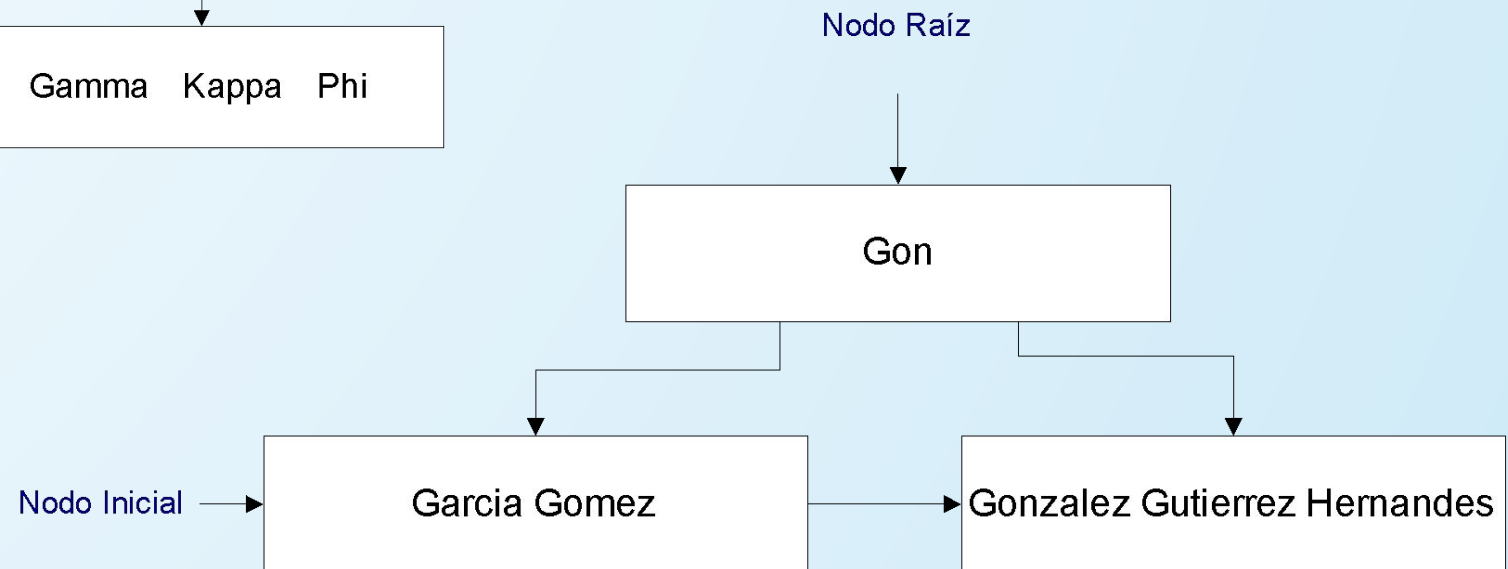 Nodo Raíz
Gamma Kappa Phi
Gon
Nodo Inicial
Garcia Gomez
Gonzalez Gutierrez Hernandes